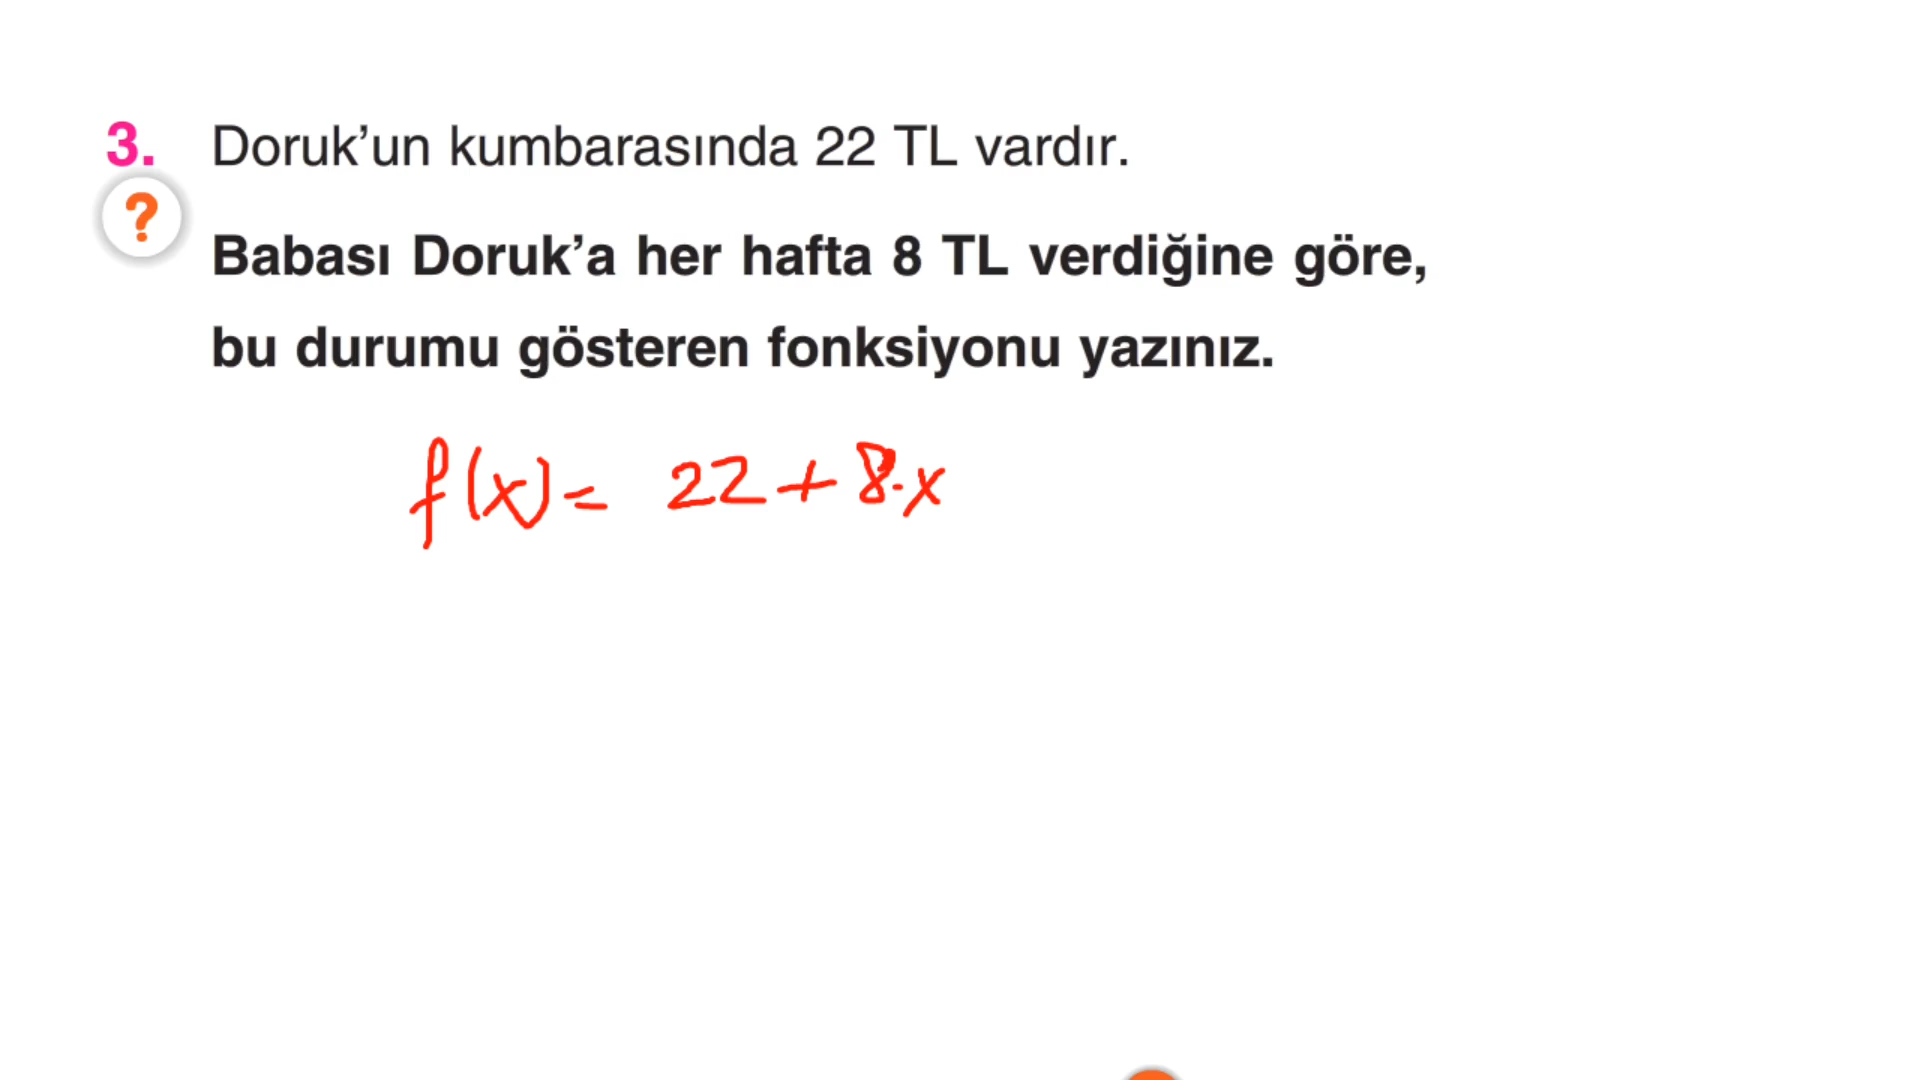 3. Doruk’un kumbarasında 22 TL vardır.
?
Babası Doruk’a her hafta 8 TL verdiğine göre,
bu durumu gösteren fonksiyonu yazınız.
f(x) = 22 + 8.x